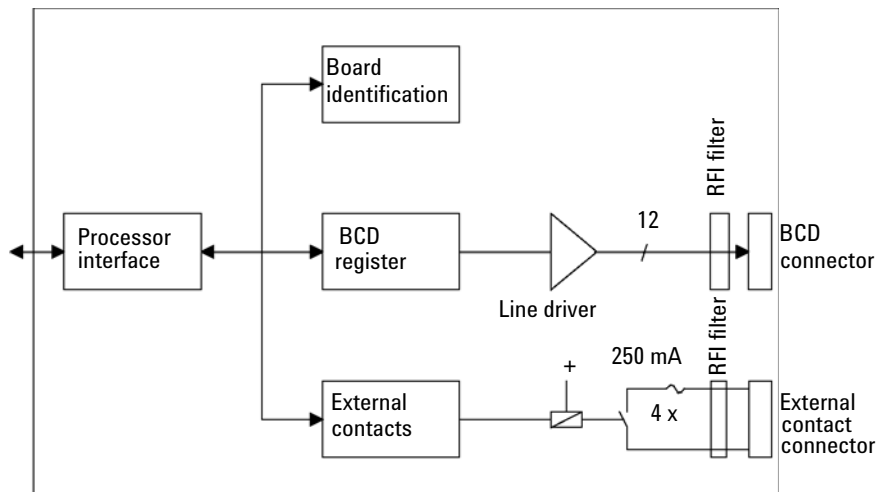 Board
identification
RFI filter
12
Processor
interface
BCD
register
BCD
connector
Line driver
RFI filter
250 mA
+
4 x
External
contacts
External
contact
connector